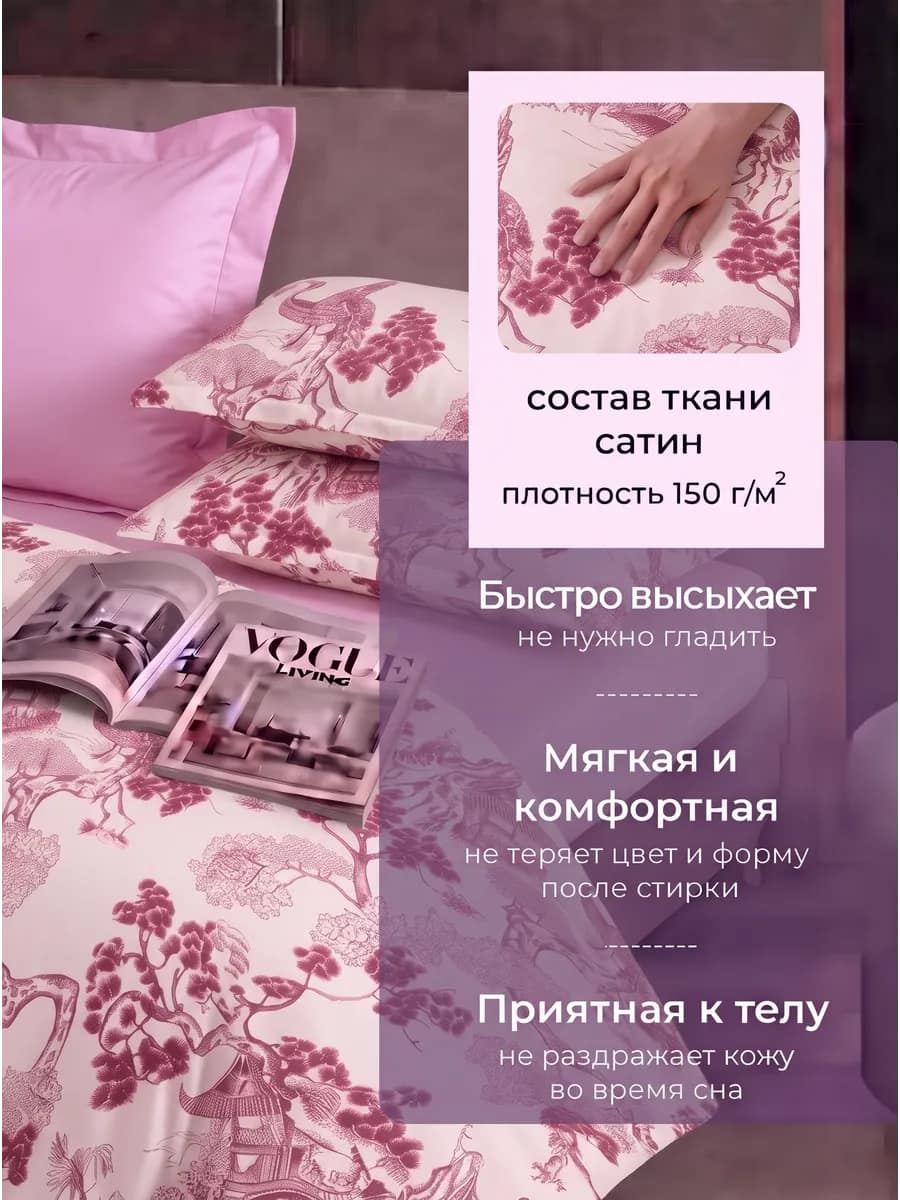 состав ткани
сатин
плотность 150 г/м²
Быстро высыхает
не нужно гладить
VOGUE
LIVING
Мягкая и
комфортная
не теряет цвет и форму
после стирки
Приятная к телу
не раздражает кожу
во время сна